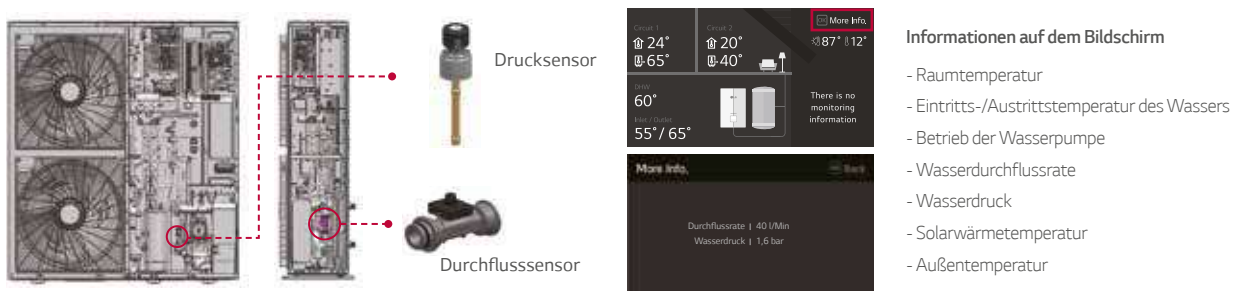 Drucksensor
Durchflusssensor
Circuit 1
24°
65°
Circuit 2
20°
40°
OK More Info.
87° 12°
DHW
60°
Inlet / Outlet
55°/ 65°
There is no
monitoring
information
More Info.
Back
Durchflussrate | 40 l/Min
Wasserdruck | 1,6 bar
Informationen auf dem Bildschirm
- Raumtemperatur
- Eintritts-/Austrittstemperatur des Wassers
- Betrieb der Wasserpumpe
- Wasserdurchflussrate
- Wasserdruck
- Solarwärmetemperatur
- Außentemperatur